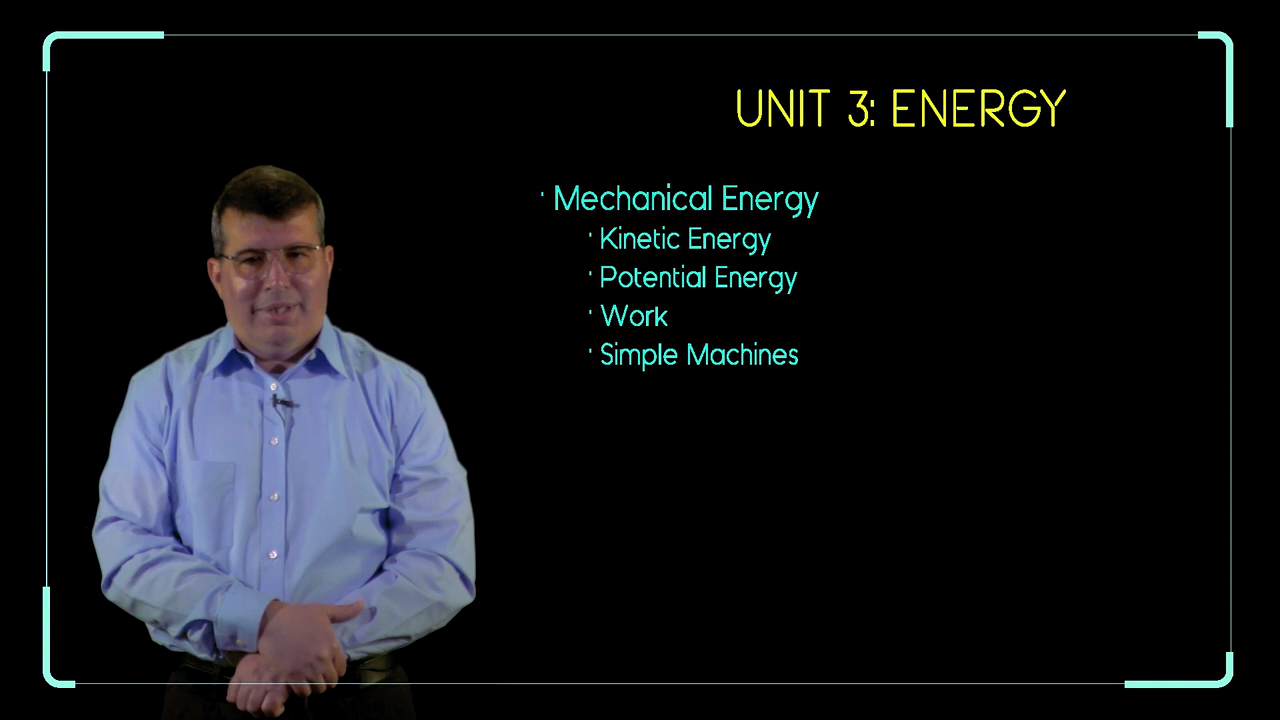 UNIT 3: ENERGY
· Mechanical Energy
· Kinetic Energy
· Potential Energy
· Work
· Simple Machines